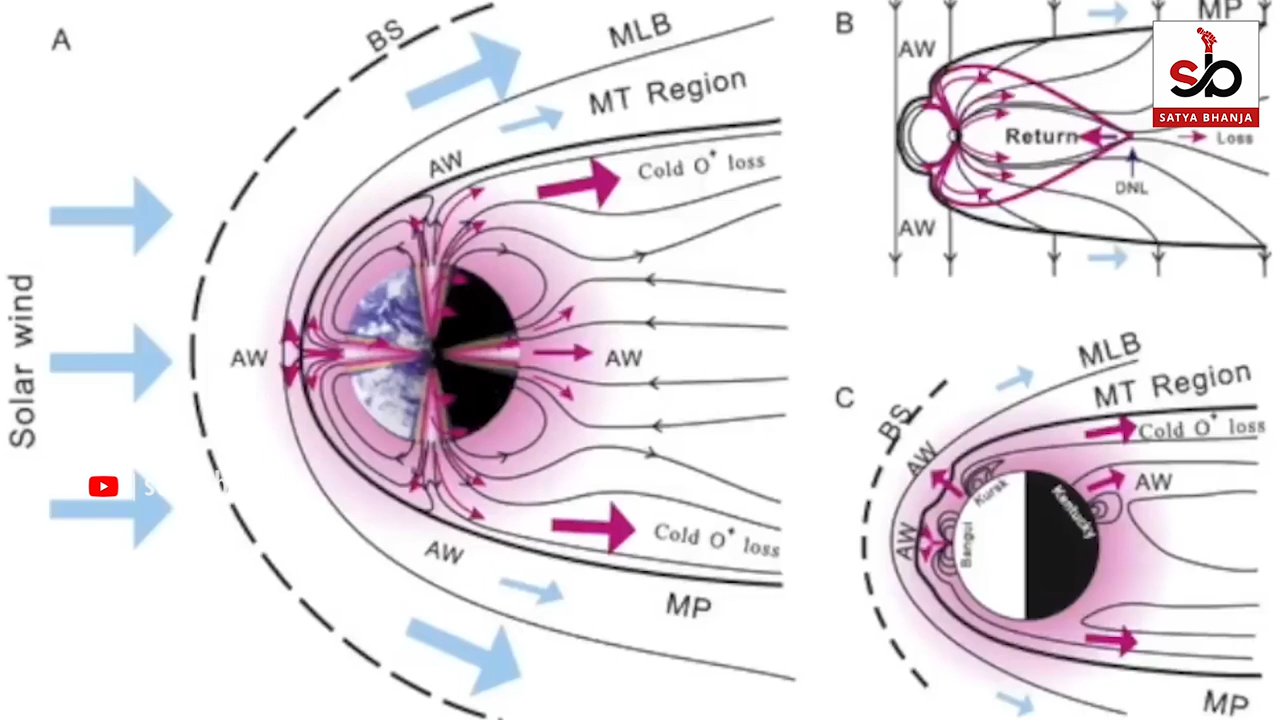 A
BS
MLB
MT Region
AW
Cold O⁺ loss
Solar wind
AW
AW
Cold O⁺ loss
AW
MP
B
MP
AW
Return
Loss
DNL
AW
sb
SATYA BHANJA
C
MLB
MT Region
BS
Cold O⁺ loss
AW
AW
Kursk
Kentucky
AW
Bangui
MP